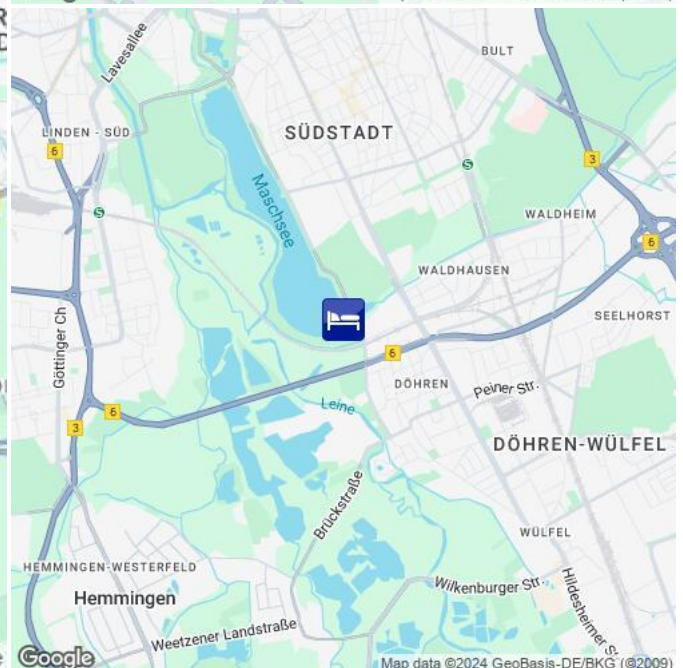 Lavesallee
BULT
LINDEN - SÜD
SÜDSTADT
6
3
S
S
Maschsee
WALDHEIM
6
WALDHAUSEN
SEELHORST
Göttinger Ch
6
DÖHREN
Peiner Str.
6
3
Leine
DÖHREN-WÜLFEL
Brückstraße
WÜLFEL
HEMMINGEN-WESTERFELD
Hemmingen
Wilkenburger Str.
Hildesheimer Str
Weetzener Landstraße
Google
Map data ©2024 GeoBasis-DE/BKG (©2009)